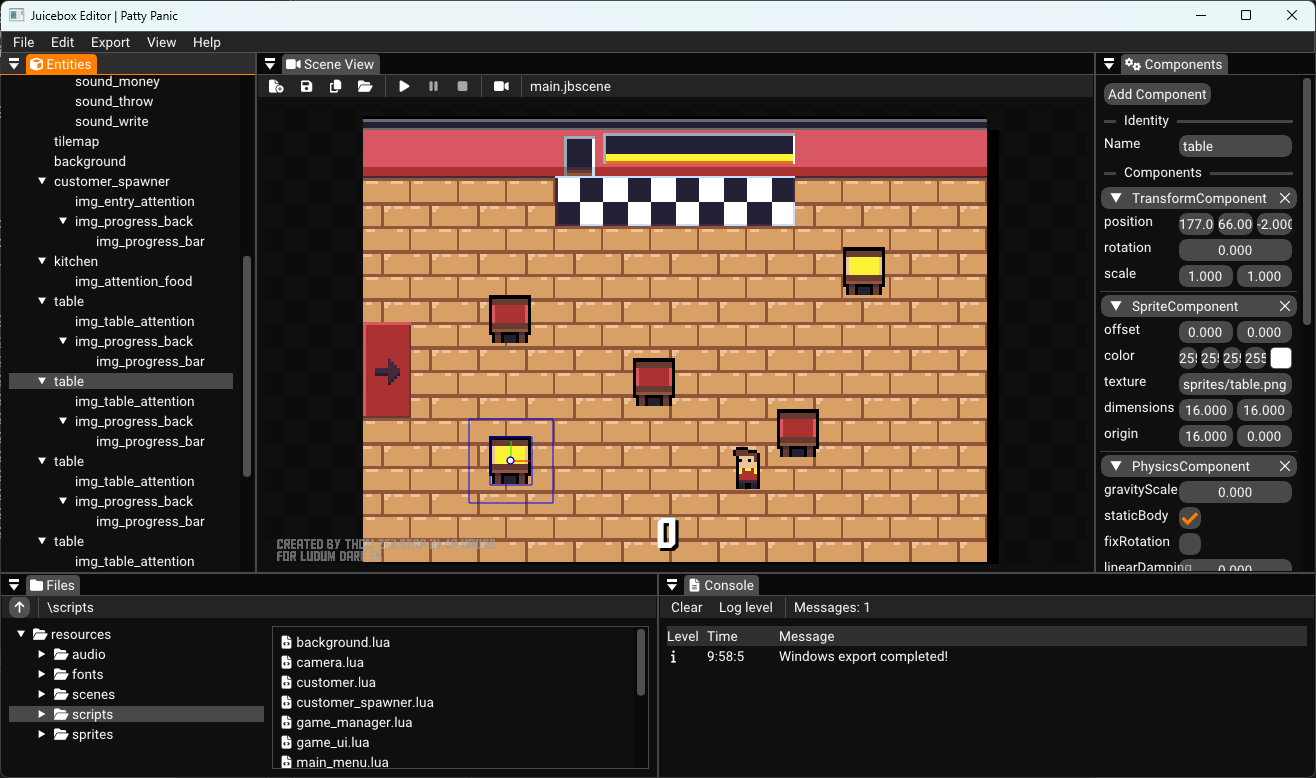 Juicebox Editor | Patty Panic
File Edit Export View Help
Entities
sound_money
sound_throw
sound_write
tilemap
background
customer_spawner
img_entry_attention
img_progress_back
img_progress_bar
kitchen
img_attention_food
table
img_table_attention
img_progress_back
img_progress_bar
table
img_table_attention
img_progress_back
img_progress_bar
table
img_table_attention
img_progress_back
img_progress_bar
table
img_table_attention
Scene View
main.jbscene
0
CREATED BY
FOR LUDUM DARE
Components
Add Component
Identity
Name table
Components
TransformComponent
position 177.0 66.00 -2.000
rotation 0.000
scale 1.000 1.000
SpriteComponent
offset 0.000 0.000
color 255 255 255 255
texture sprites/table.png
dimensions 16.000 16.000
origin 16.000 0.000
PhysicsComponent
gravityScale 0.000
staticBody
fixRotation
linearDamping 0.000
Files
\scripts
resources
audio
fonts
scenes
scripts
sprites
background.lua
camera.lua
customer.lua
customer_spawner.lua
game_manager.lua
game_ui.lua
main_menu.lua
Console
Clear Log level Messages: 1
Level Time Message
9:58:5 Windows export completed!